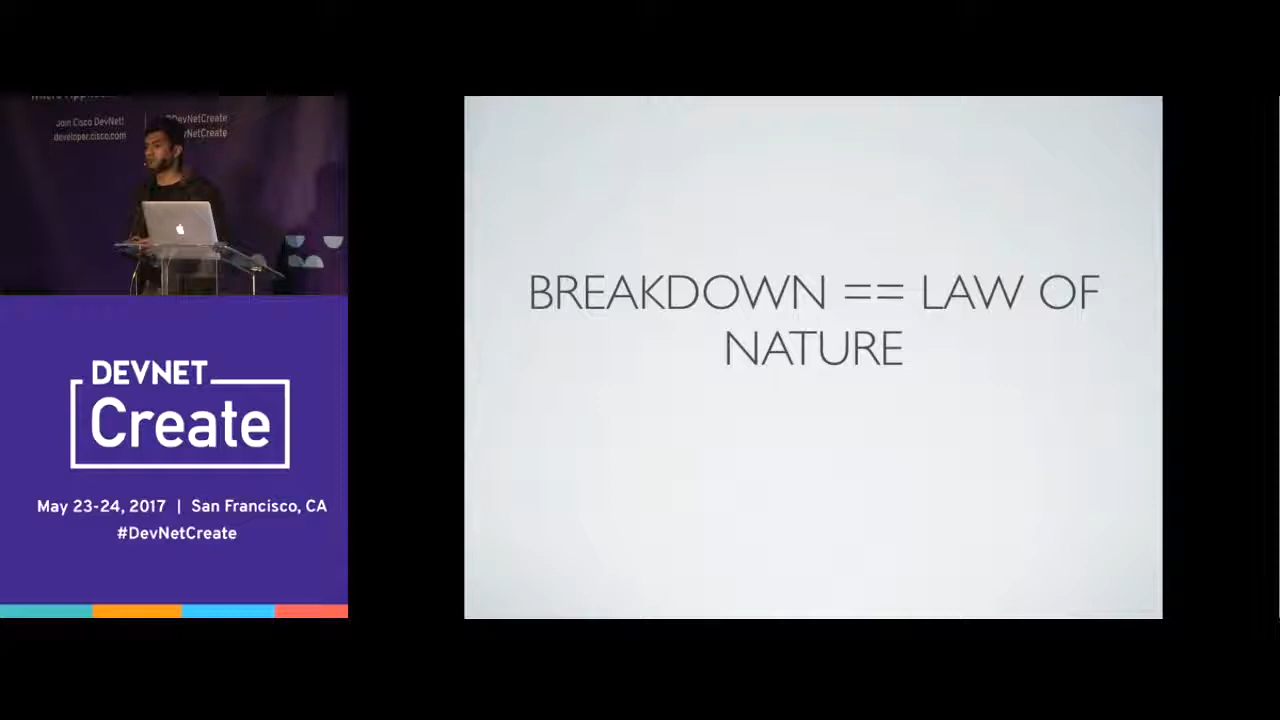 Join Cisco DevNet!
developer.cisco.com
@DevNetCreate
DEVNET
Create
May 23-24, 2017 | San Francisco, CA
#DevNetCreate
BREAKDOWN == LAW OF
NATURE